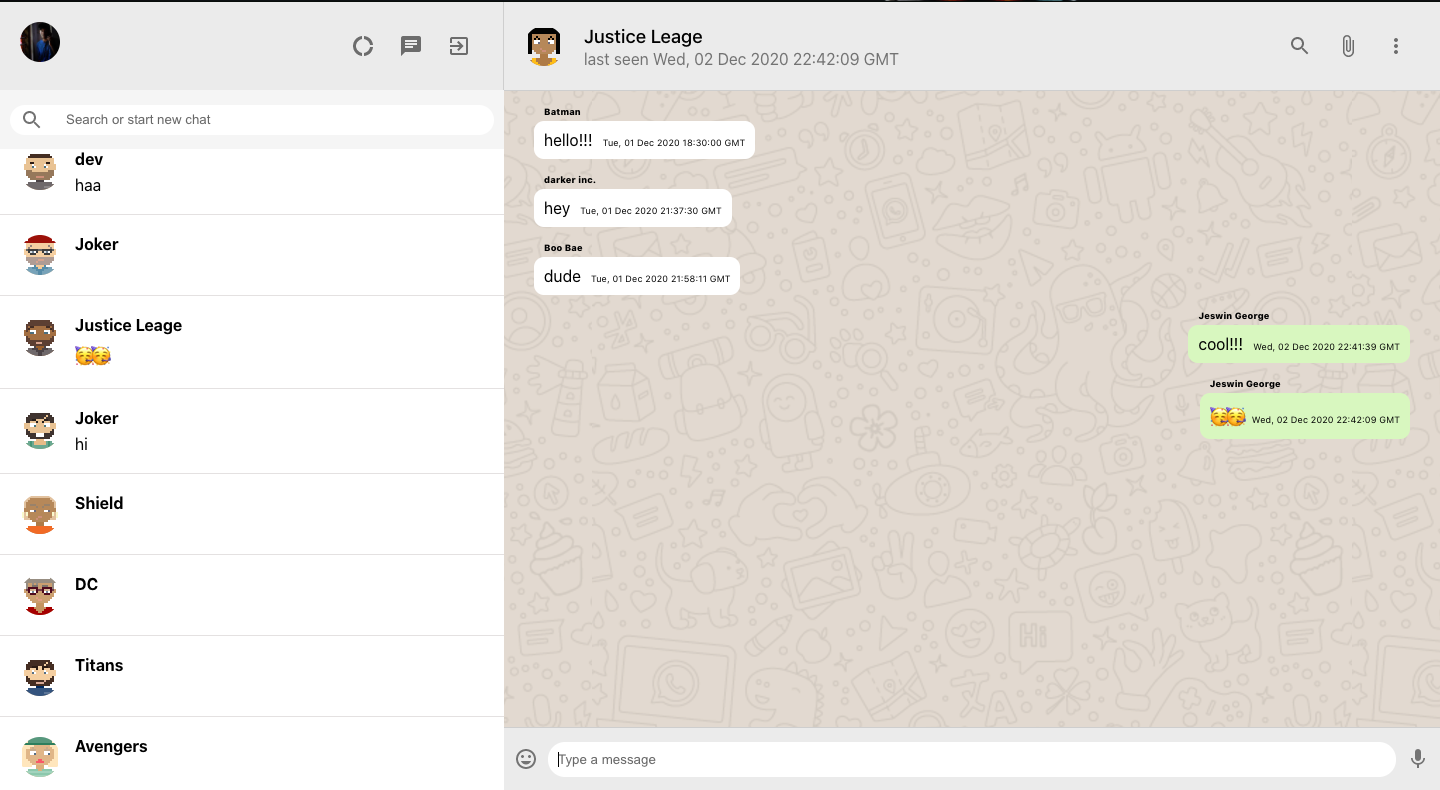 Search or start new chat
dev
haa
Joker
Justice Leage
🥳🥳
Joker
hi
Shield
DC
Titans
Avengers
Justice Leage
last seen Wed, 02 Dec 2020 22:42:09 GMT
Batman
hello!!! Tue, 01 Dec 2020 18:30:00 GMT
darker inc.
hey Tue, 01 Dec 2020 21:37:30 GMT
Boo Bae
dude Tue, 01 Dec 2020 21:58:11 GMT
Jeswin George
cool!!! Wed, 02 Dec 2020 22:41:39 GMT
Jeswin George
🥳🥳 Wed, 02 Dec 2020 22:42:09 GMT
Hi
Type a message